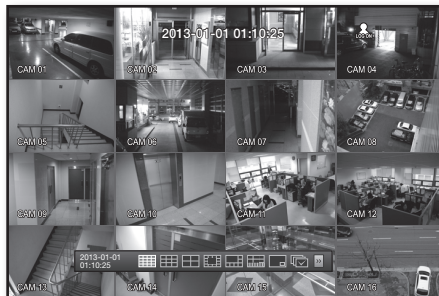 2013-01-01 01:10:25
LOG ON
CAM 01
CAM 02
CAM 03
CAM 04
CAM 05
CAM 06
CAM 07
CAM 08
CAM 09
CAM 10
CAM 11
CAM 12
2013-01-01
01:10:25
CAM 13
CAM 14
CAM 15
CAM 16